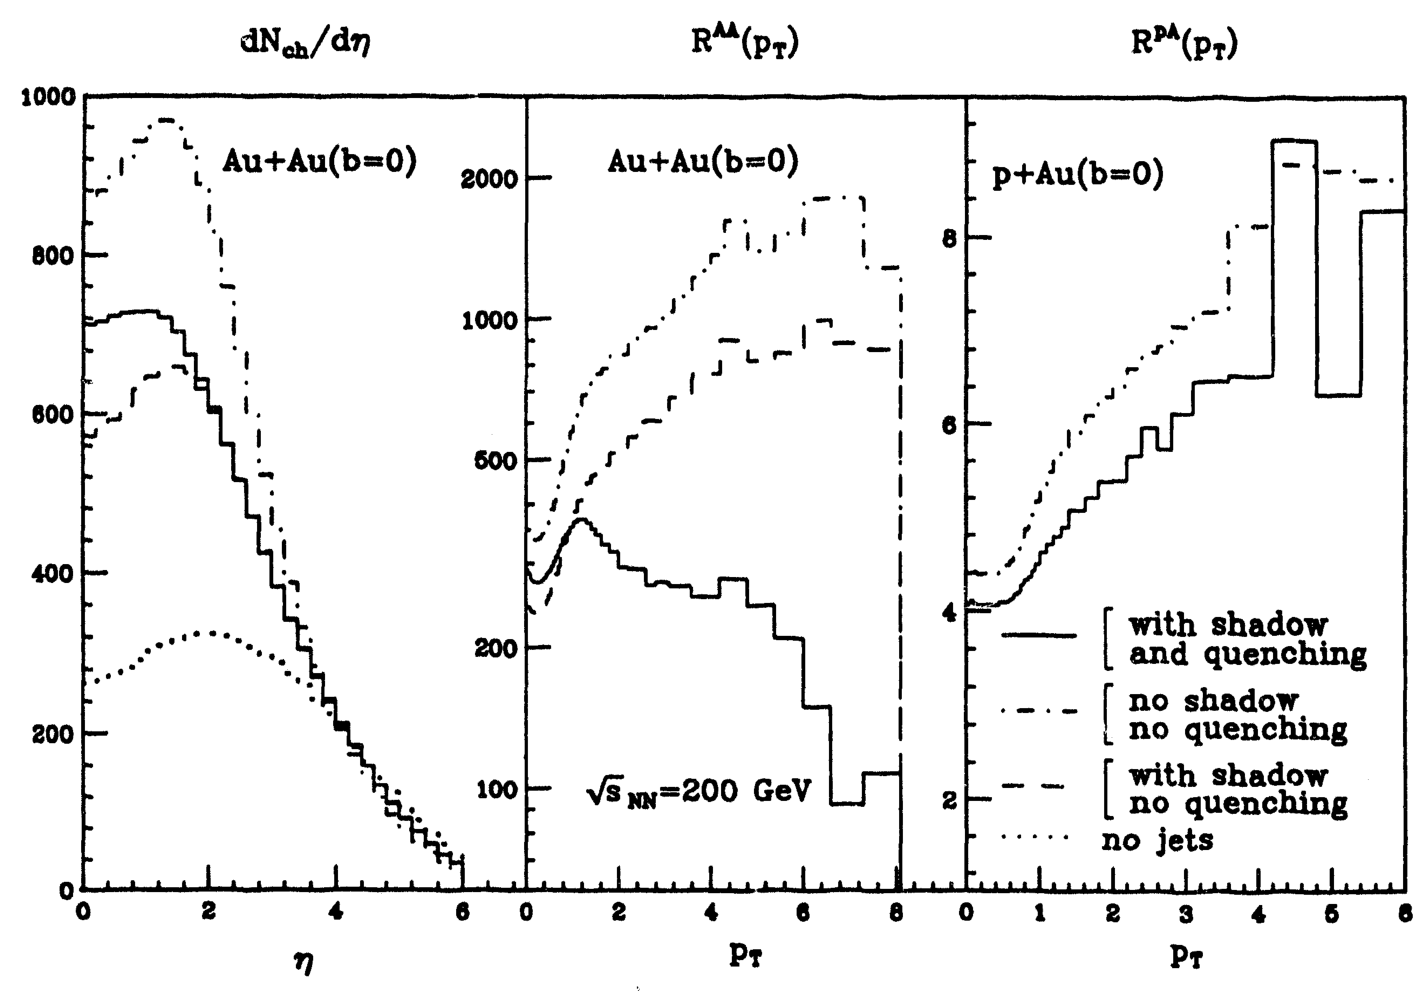 dN_ch/dη
R^AA(p_T)
R^pA(p_T)
1000
800
600
400
200
0
Au+Au(b=0)
0 2 4 6
η
2000
1000
500
200
100
Au+Au(b=0)
√s_NN=200 GeV
0 2 4 6 8
p_T
8
6
4
2
p+Au(b=0)
with shadow
and quenching
no shadow
no quenching
with shadow
no quenching
no jets
0 1 2 3 4 5 6
p_T